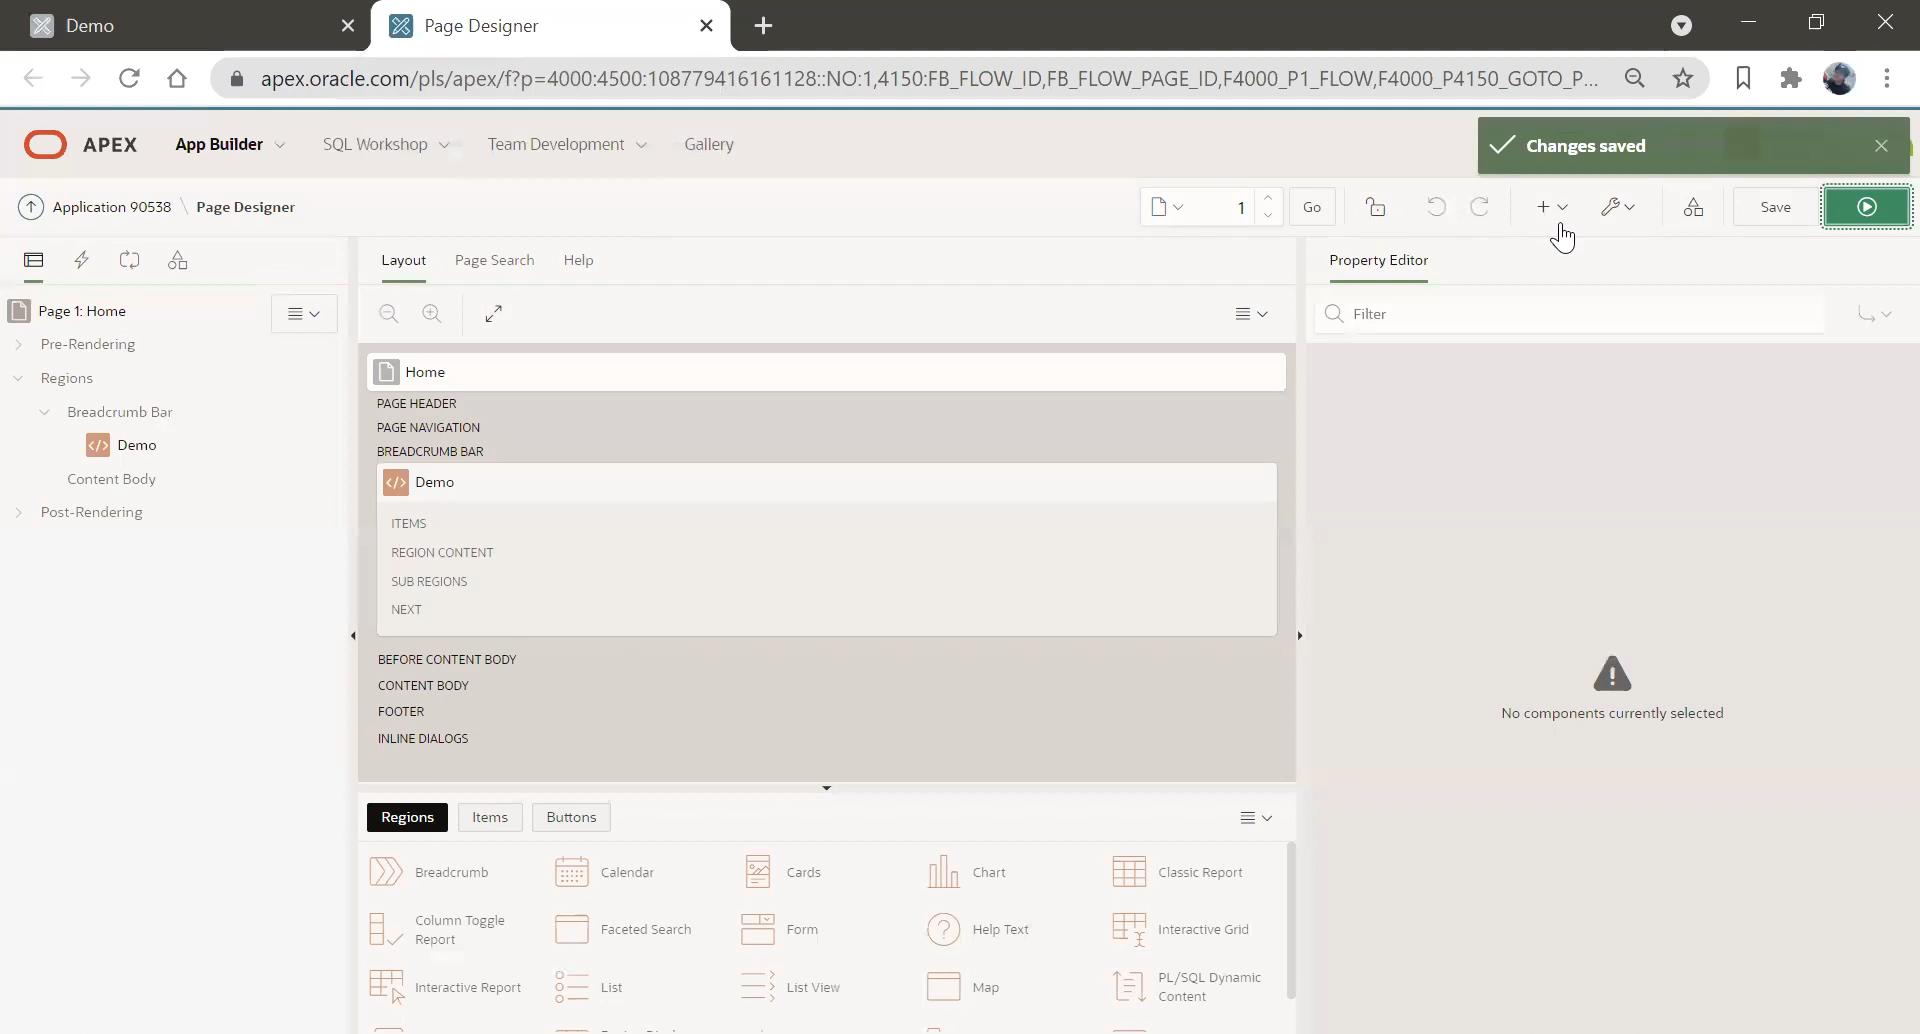 Demo
Page Designer
apex.oracle.com/pls/apex/f?p=4000:4500:108779416161128::NO:1,4150:FB_FLOW_ID,FB_FLOW_PAGE_ID,F4000_P1_FLOW,F4000_P4150_GOTO_P...
APEX
App Builder
SQL Workshop
Team Development
Gallery
Changes saved
Application 90538 \ Page Designer
1
Go
Save
Layout
Page Search
Help
Property Editor
Page 1: Home
Filter
Pre-Rendering
Regions
Breadcrumb Bar
Demo
Content Body
Post-Rendering
Home
PAGE HEADER
PAGE NAVIGATION
BREADCRUMB BAR
Demo
ITEMS
REGION CONTENT
SUB REGIONS
NEXT
BEFORE CONTENT BODY
CONTENT BODY
FOOTER
INLINE DIALOGS
No components currently selected
Regions
Items
Buttons
Breadcrumb
Calendar
Cards
Chart
Classic Report
Column Toggle
Report
Faceted Search
Form
Help Text
Interactive Grid
Interactive Report
List
List View
Map
PL/SQL Dynamic
Content